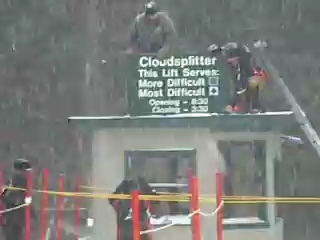 Cloudsplitter
This Lift Serves:
More Difficult
Most Difficult
Opening - 8:30
Closing - 3:30